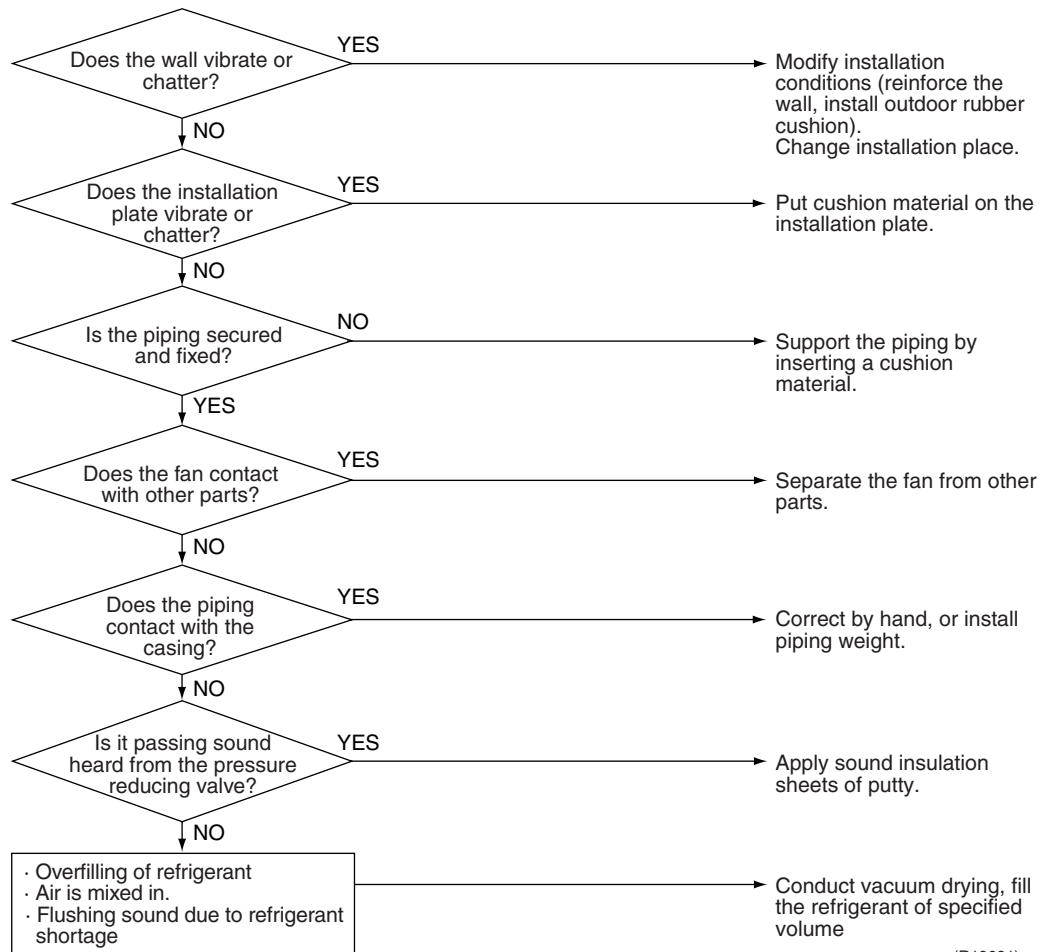 Does the wall vibrate or
chatter?
YES
Modify installation
conditions (reinforce the
wall, install outdoor rubber
cushion).
Change installation place.
NO
Does the installation
plate vibrate or
chatter?
YES
Put cushion material on the
installation plate.
NO
Is the piping secured
and fixed?
NO
Support the piping by
inserting a cushion
material.
YES
Does the fan contact
with other parts?
YES
Separate the fan from other
parts.
NO
Does the piping
contact with the
casing?
YES
Correct by hand, or install
piping weight.
NO
Is it passing sound
heard from the pressure
reducing valve?
YES
Apply sound insulation
sheets of putty.
NO
· Overfilling of refrigerant
· Air is mixed in.
· Flushing sound due to refrigerant
shortage
Conduct vacuum drying, fill
the refrigerant of specified
volume